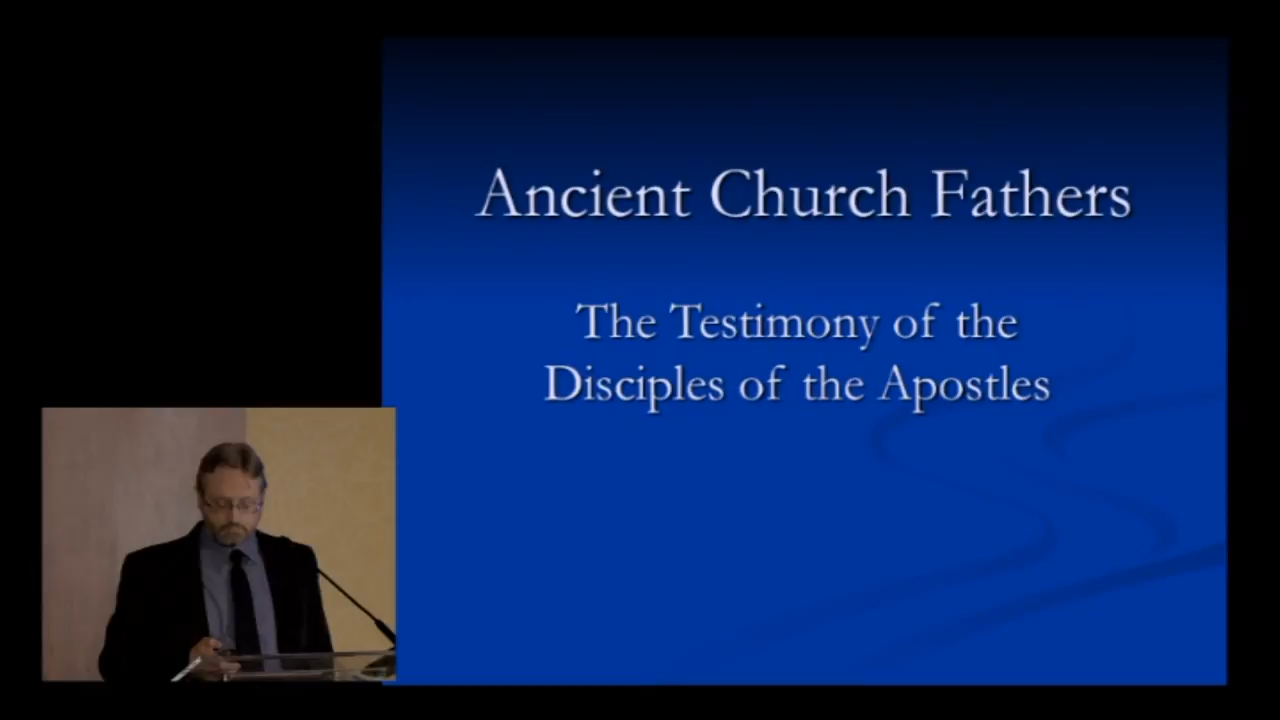 Ancient Church Fathers
The Testimony of the
Disciples of the Apostles